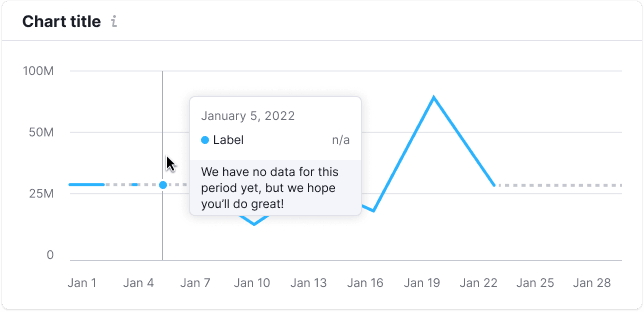 Chart title i
100M
January 5, 2022
Label n/a
50M
We have no data for this
period yet, but we hope
you'll do great!
25M
0
Jan 1 Jan 4 Jan 7 Jan 10 Jan 13 Jan 16 Jan 19 Jan 22 Jan 25 Jan 28